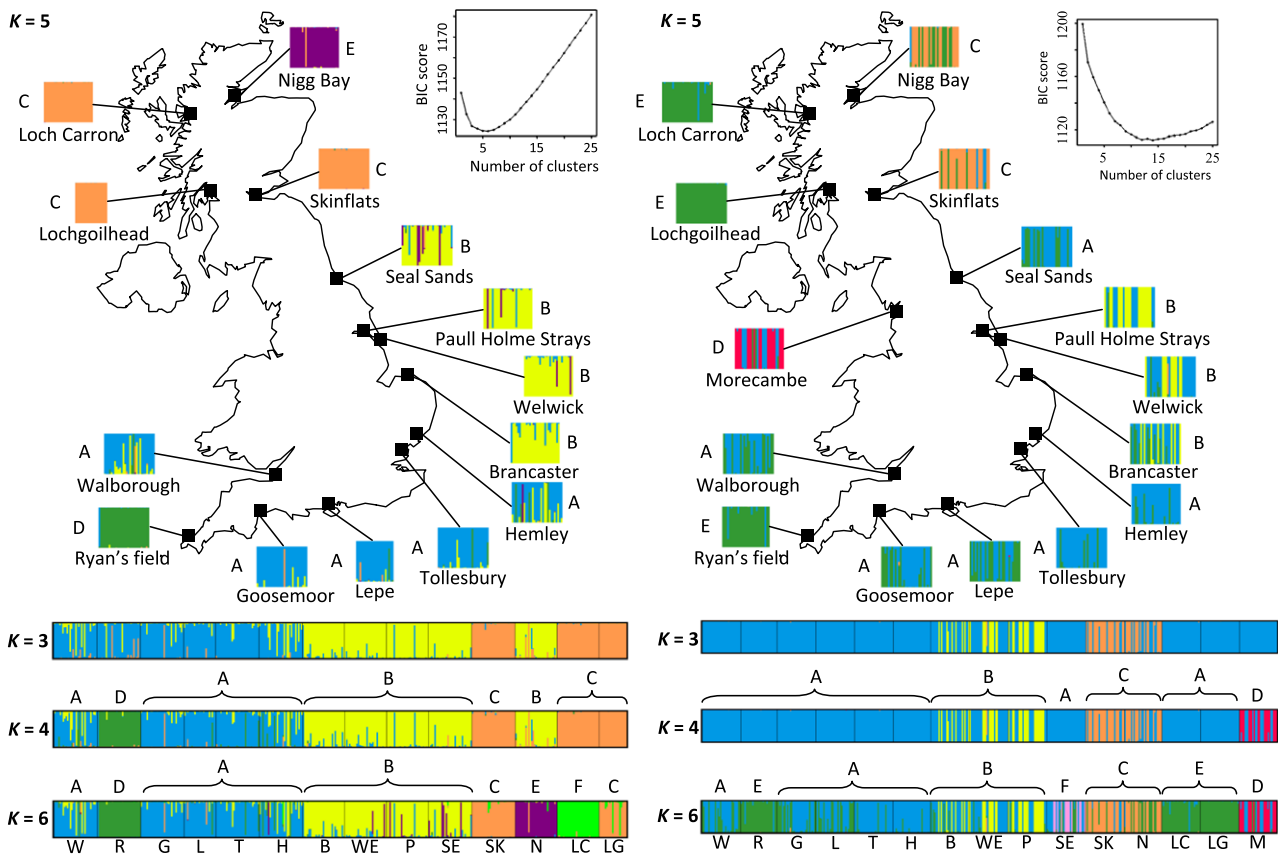 K = 5
E
Nigg Bay
C
Loch Carron
C
Skinflats
C
Lochgoilhead
B
Seal Sands
B
Paull Holme Strays
B
Welwick
B
Brancaster
A
Hemley
A
Tollesbury
A
Lepe
A
Goosemoor
D
Ryan's field
A
Walborough
BIC score
1130 1150 1170
5 10 15 20 25
Number of clusters
K = 3
A B C
K = 4
A D B C B
A B C E F C
K = 6
A D
W R G L T H B WE P SE SK N LC LG
K = 5
C
Nigg Bay
E
Loch Carron
C
Skinflats
E
Lochgoilhead
A
Seal Sands
B
Paull Holme Strays
D
Morecambe
B
Welwick
B
Brancaster
A
Hemley
A
Tollesbury
A
Lepe
A
Goosemoor
E
Ryan's field
A
Walborough
BIC score
1120 1160 1200
5 15 25
Number of clusters
K = 3
A B A C A D
K = 4
A E A B F C E D
K = 6
W R G L T H B WE P SE SK N LC LG M